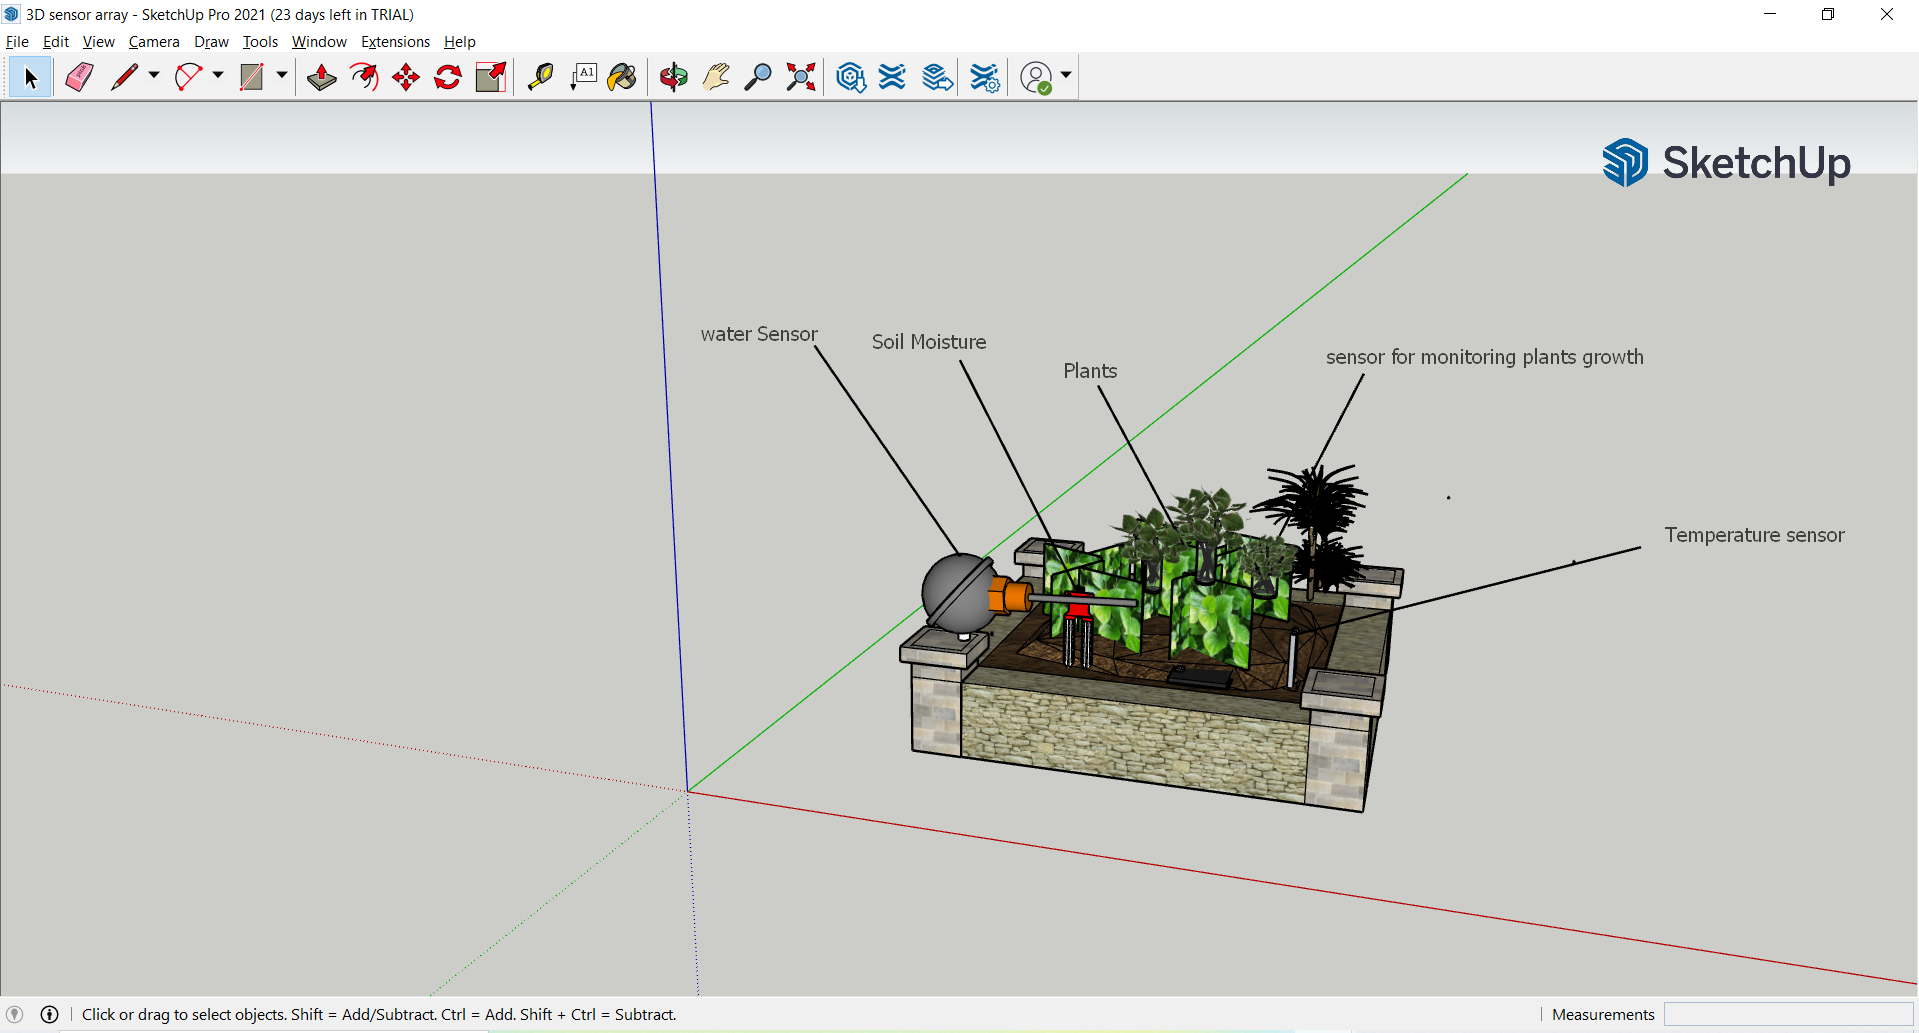 3D sensor array - SketchUp Pro 2021 (23 days left in TRIAL)
File Edit View Camera Draw Tools Window Extensions Help
A1
SketchUp
water Sensor
Soil Moisture
Plants
sensor for monitoring plants growth
Temperature sensor
Click or drag to select objects. Shift = Add/Subtract. Ctrl = Add. Shift + Ctrl = Subtract.
Measurements